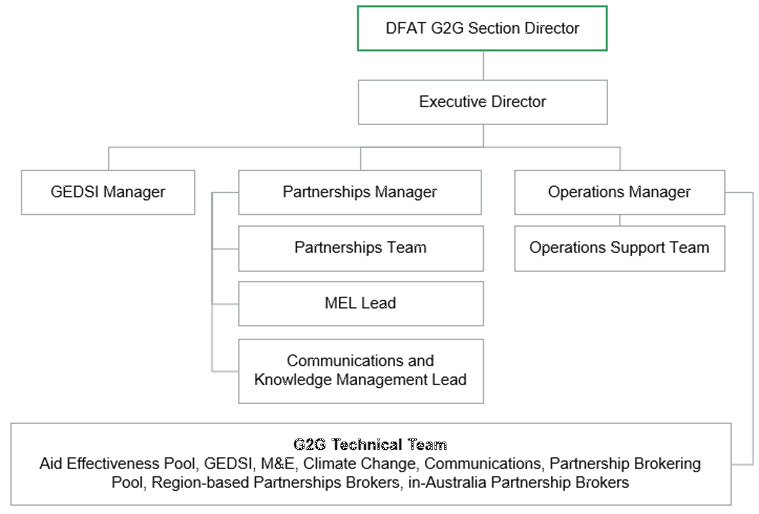 DFAT G2G Section Director
Executive Director
GEDSI Manager
Partnerships Manager
Operations Manager
Partnerships Team
Operations Support Team
MEL Lead
Communications and
Knowledge Management Lead
G2G Technical Team
Aid Effectiveness Pool, GEDSI, M&E, Climate Change, Communications, Partnership Brokering
Pool, Region-based Partnerships Brokers, in-Australia Partnership Brokers